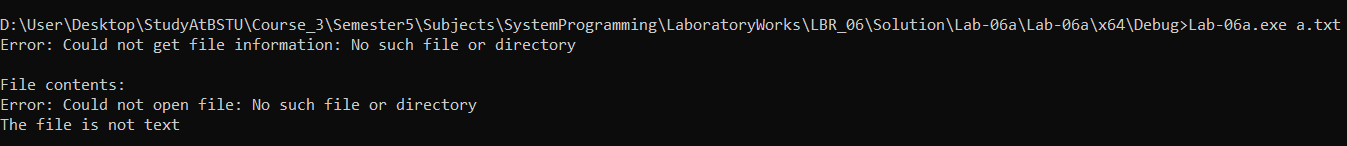 D:\User\Desktop\StudyAtBSTU\Course_3\Semester5\Subjects\SystemProgramming\LaboratoryWorks\LBR_06\Solution\Lab-06a\Lab-06a\x64\Debug>Lab-06a.exe a.txt
Error: Could not get file information: No such file or directory
File contents:
Error: Could not open file: No such file or directory
The file is not text